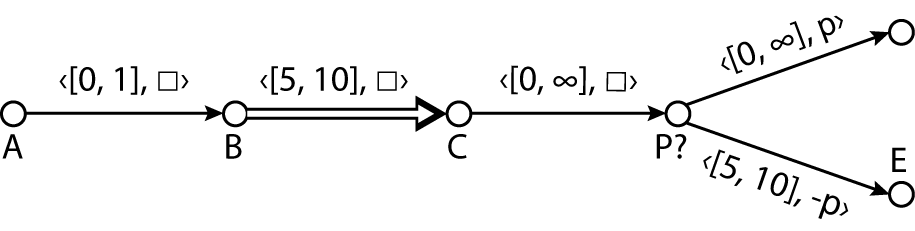 ⟨[0, 1], □⟩
⟨[5, 10], □⟩
⟨[0, ∞], □⟩
⟨[0, ∞], p⟩
A
B
C
P?
⟨[5, 10], -p⟩
E